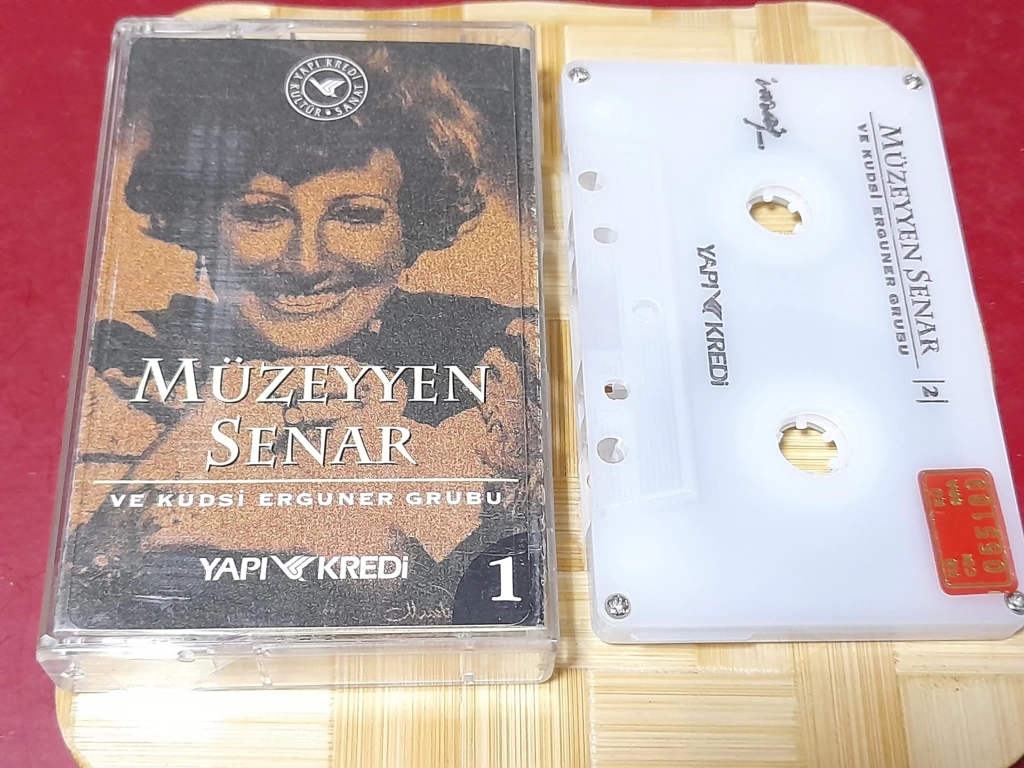 YAPI KREDİ
KÜLTÜR • SANAT
MÜZEYYEN
SENAR
VE KUDSİ ERGUNER GRUBU
YAPI KREDİ
1
MÜZEYYEN SENAR 2
VE KUDSİ ERGUNER GRUBU
YAPI KREDİ
055100